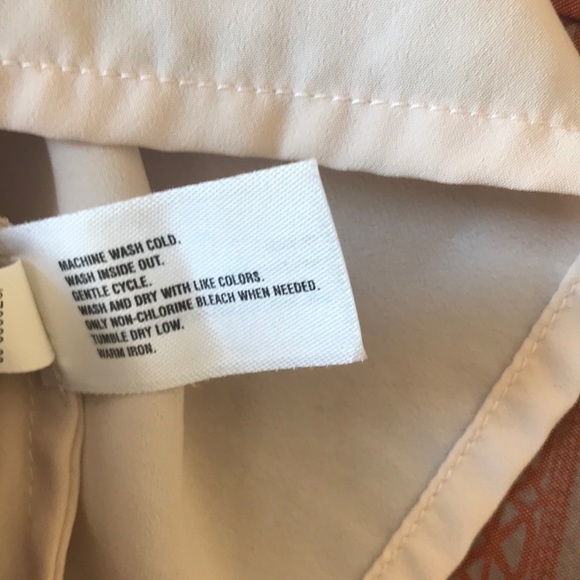 MACHINE WASH COLD.
WASH INSIDE OUT.
GENTLE CYCLE.
WASH AND DRY WITH LIKE COLORS.
ONLY NON-CHLORINE BLEACH WHEN NEEDED.
TUMBLE DRY LOW.
WARM IRON.